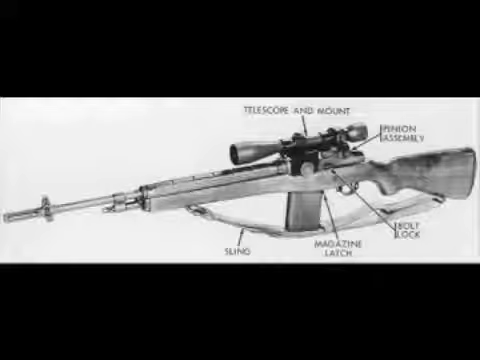 TELESCOPE AND MOUNT
PINION
ASSEMBLY
BOLT
LOCK
MAGAZINE
LATCH
SLING